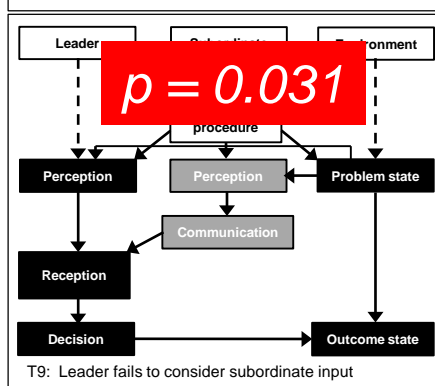 Leader
Subordinate
Environment
p = 0.031
procedure
Perception
Perception
Problem state
Communication
Reception
Decision
Outcome state
T9: Leader fails to consider subordinate input